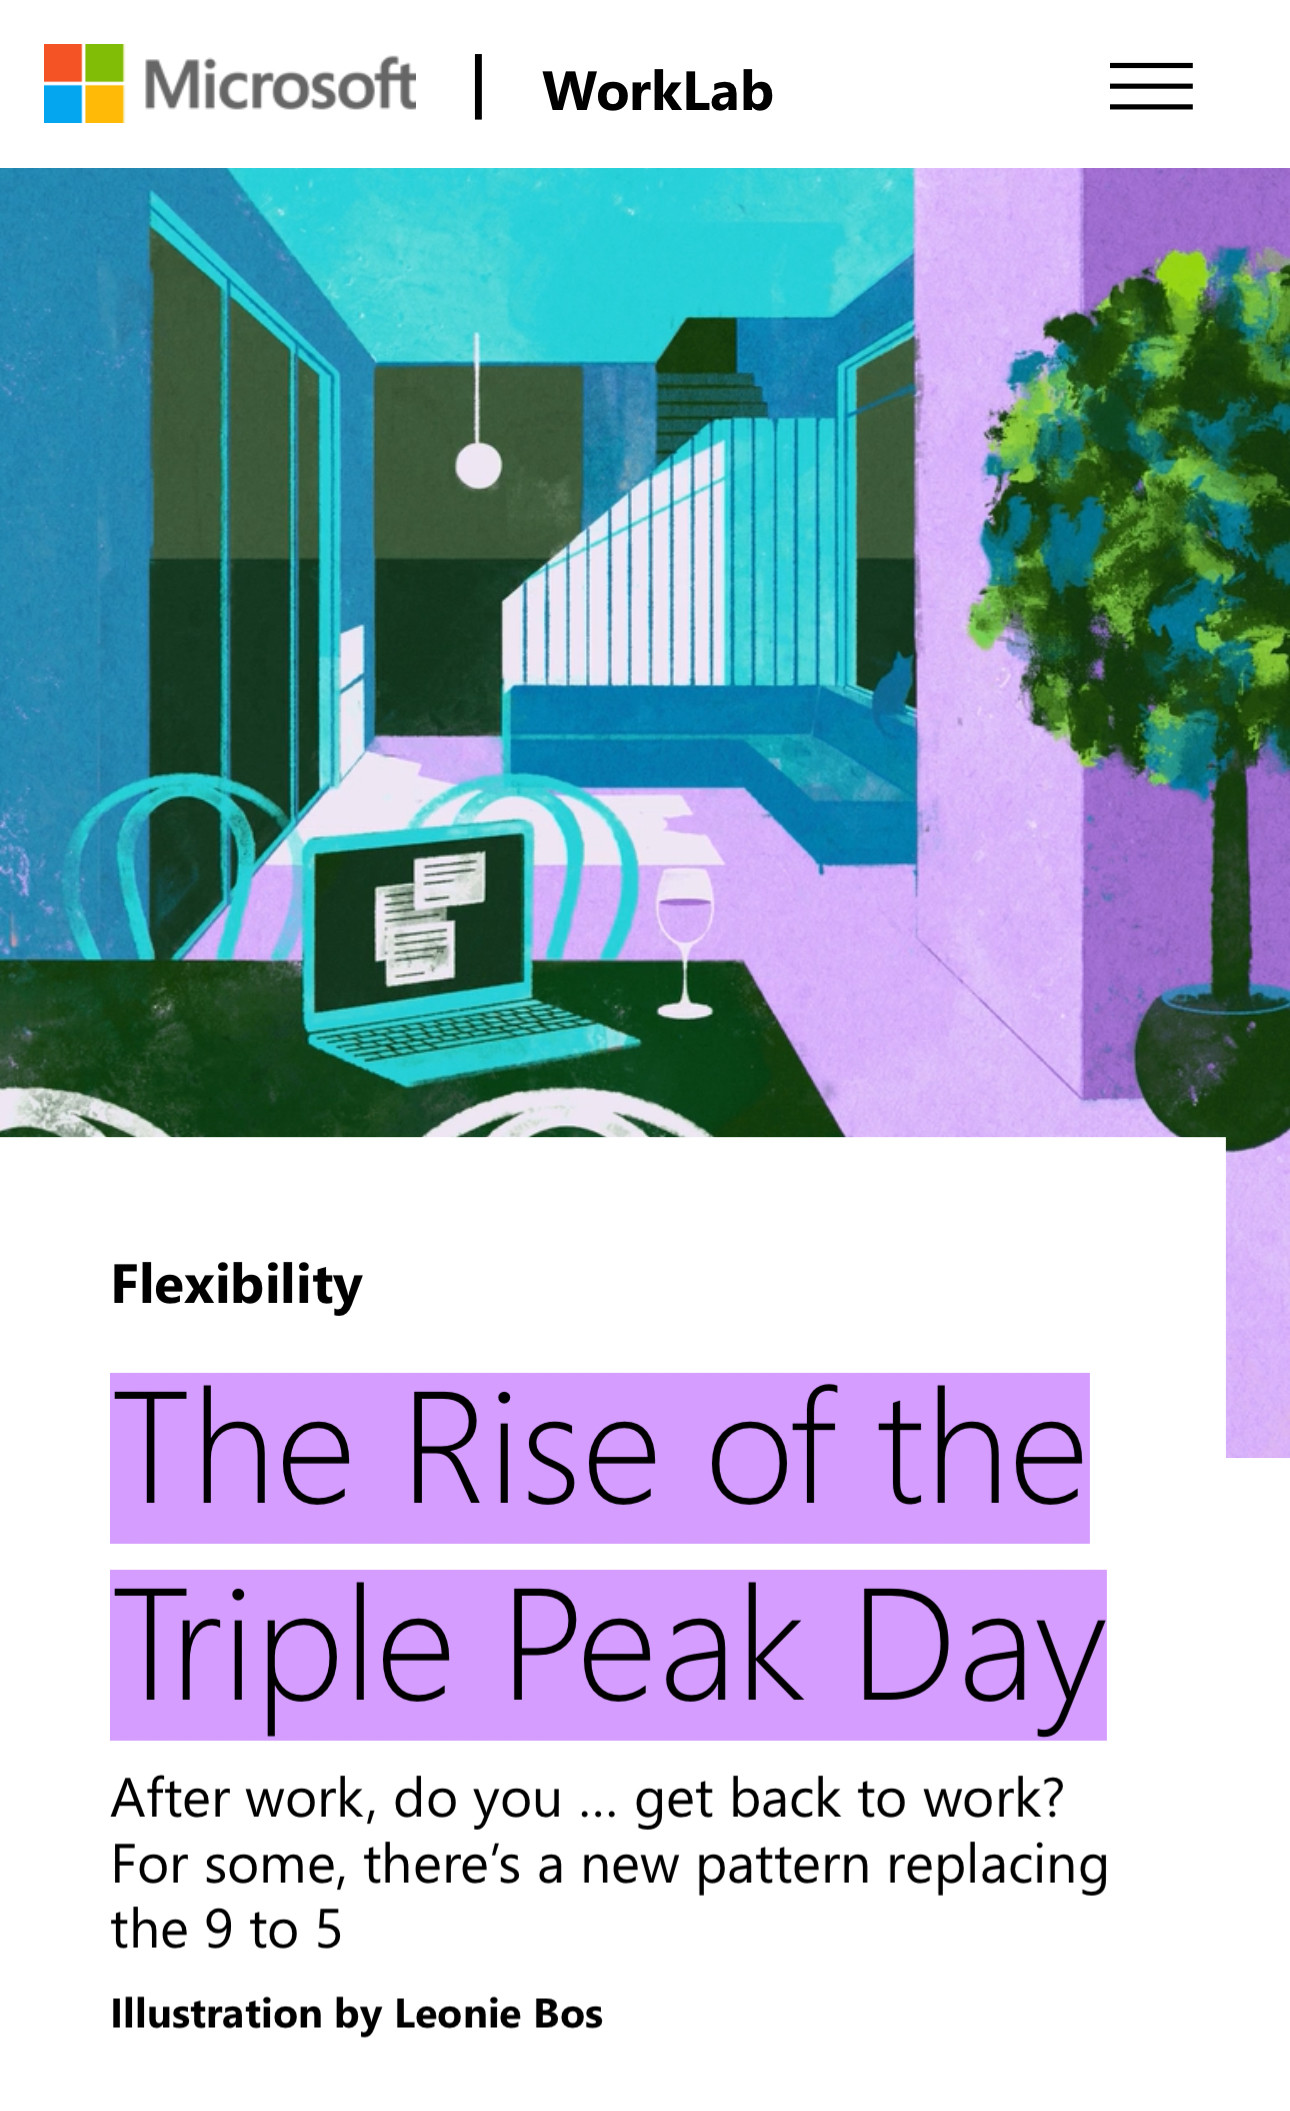 Microsoft | WorkLab
Flexibility
The Rise of the
Triple Peak Day
After work, do you ... get back to work?
For some, there’s a new pattern replacing
the 9 to 5
Illustration by Leonie Bos